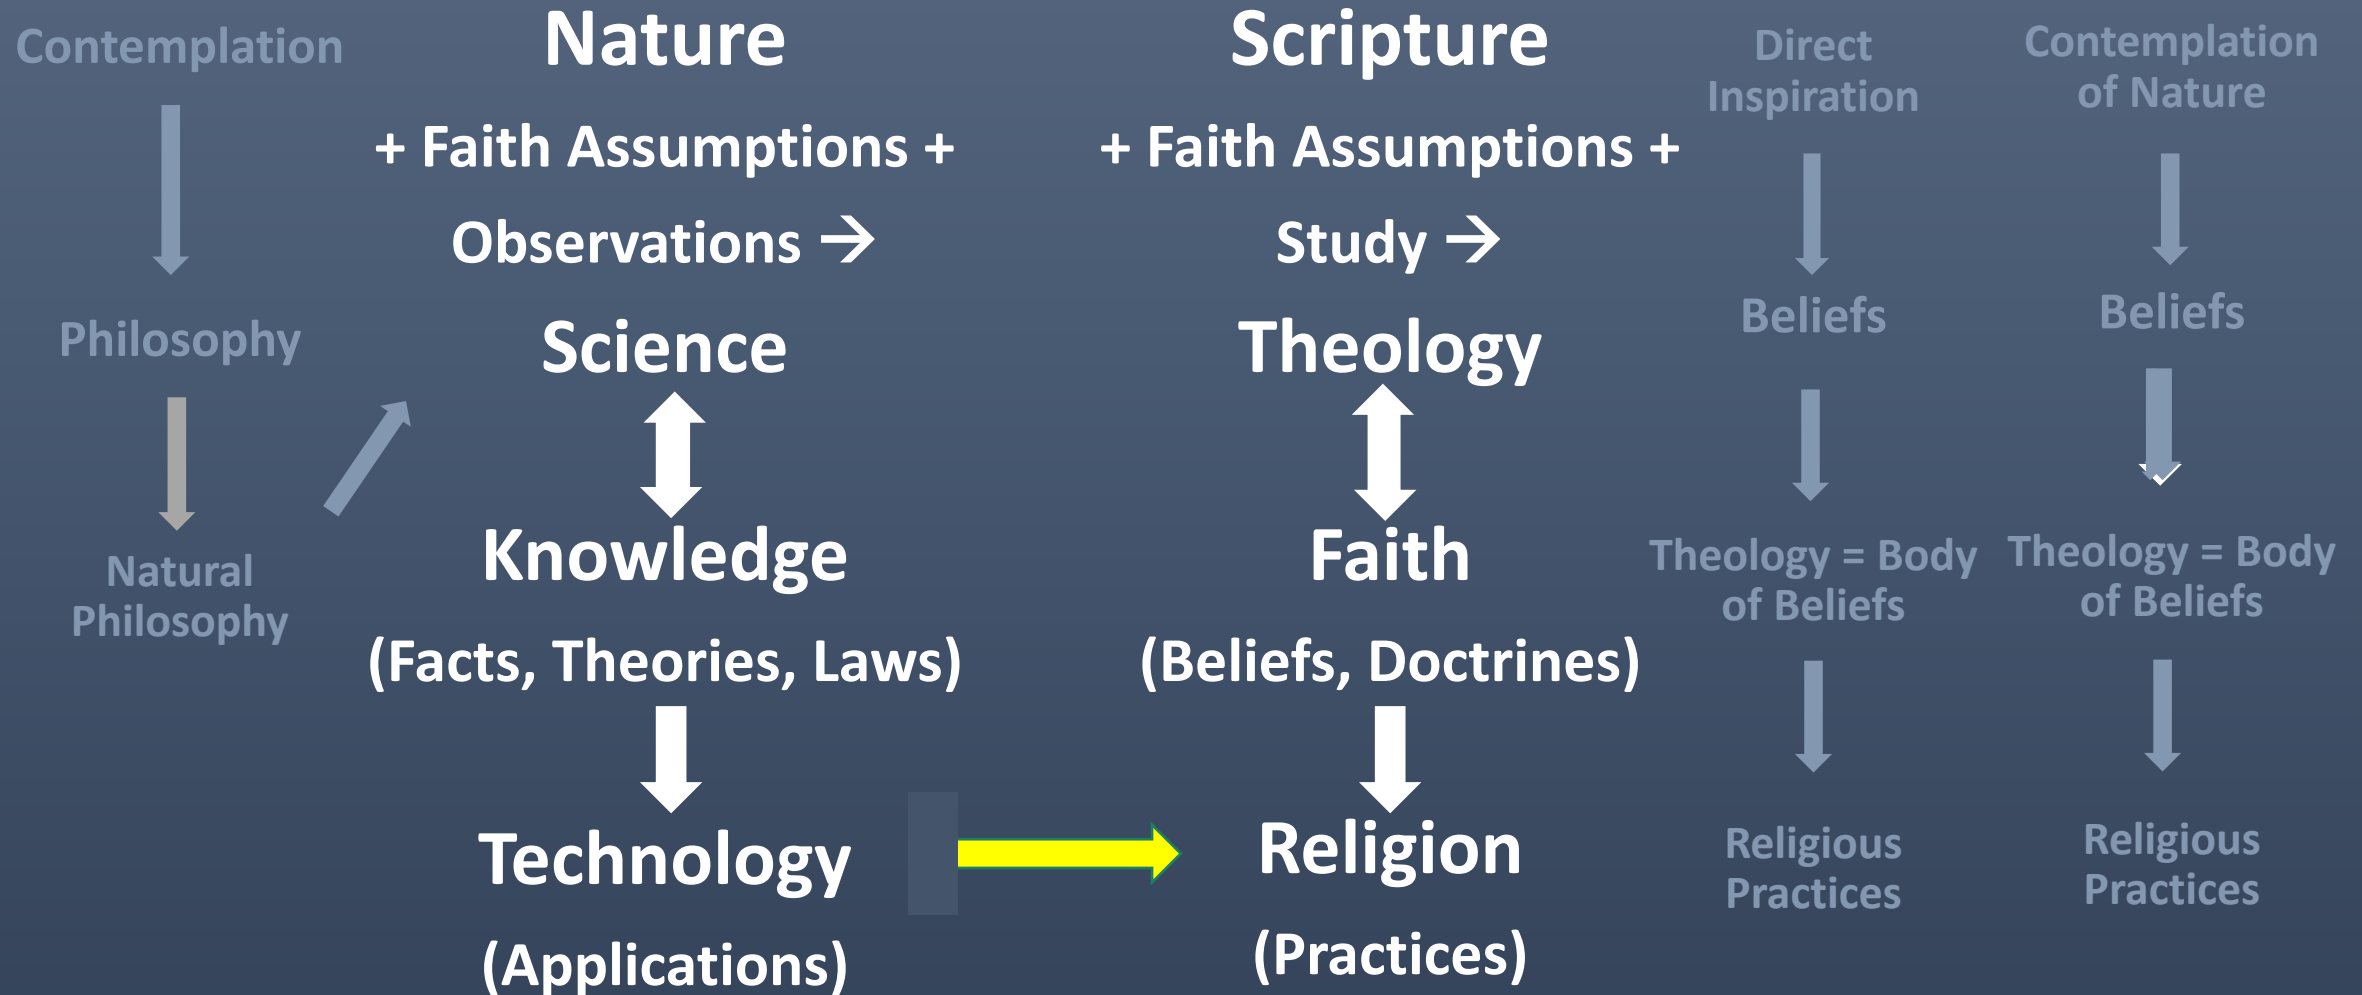 Contemplation
Philosophy
Natural
Philosophy
Nature
+ Faith Assumptions +
Observations →
Science
Knowledge
(Facts, Theories, Laws)
Technology
(Applications)
Scripture
+ Faith Assumptions +
Study →
Theology
Faith
(Beliefs, Doctrines)
Religion
(Practices)
Direct
Inspiration
Beliefs
Theology = Body
of Beliefs
Religious
Practices
Contemplation
of Nature
Beliefs
Theology = Body
of Beliefs
Religious
Practices